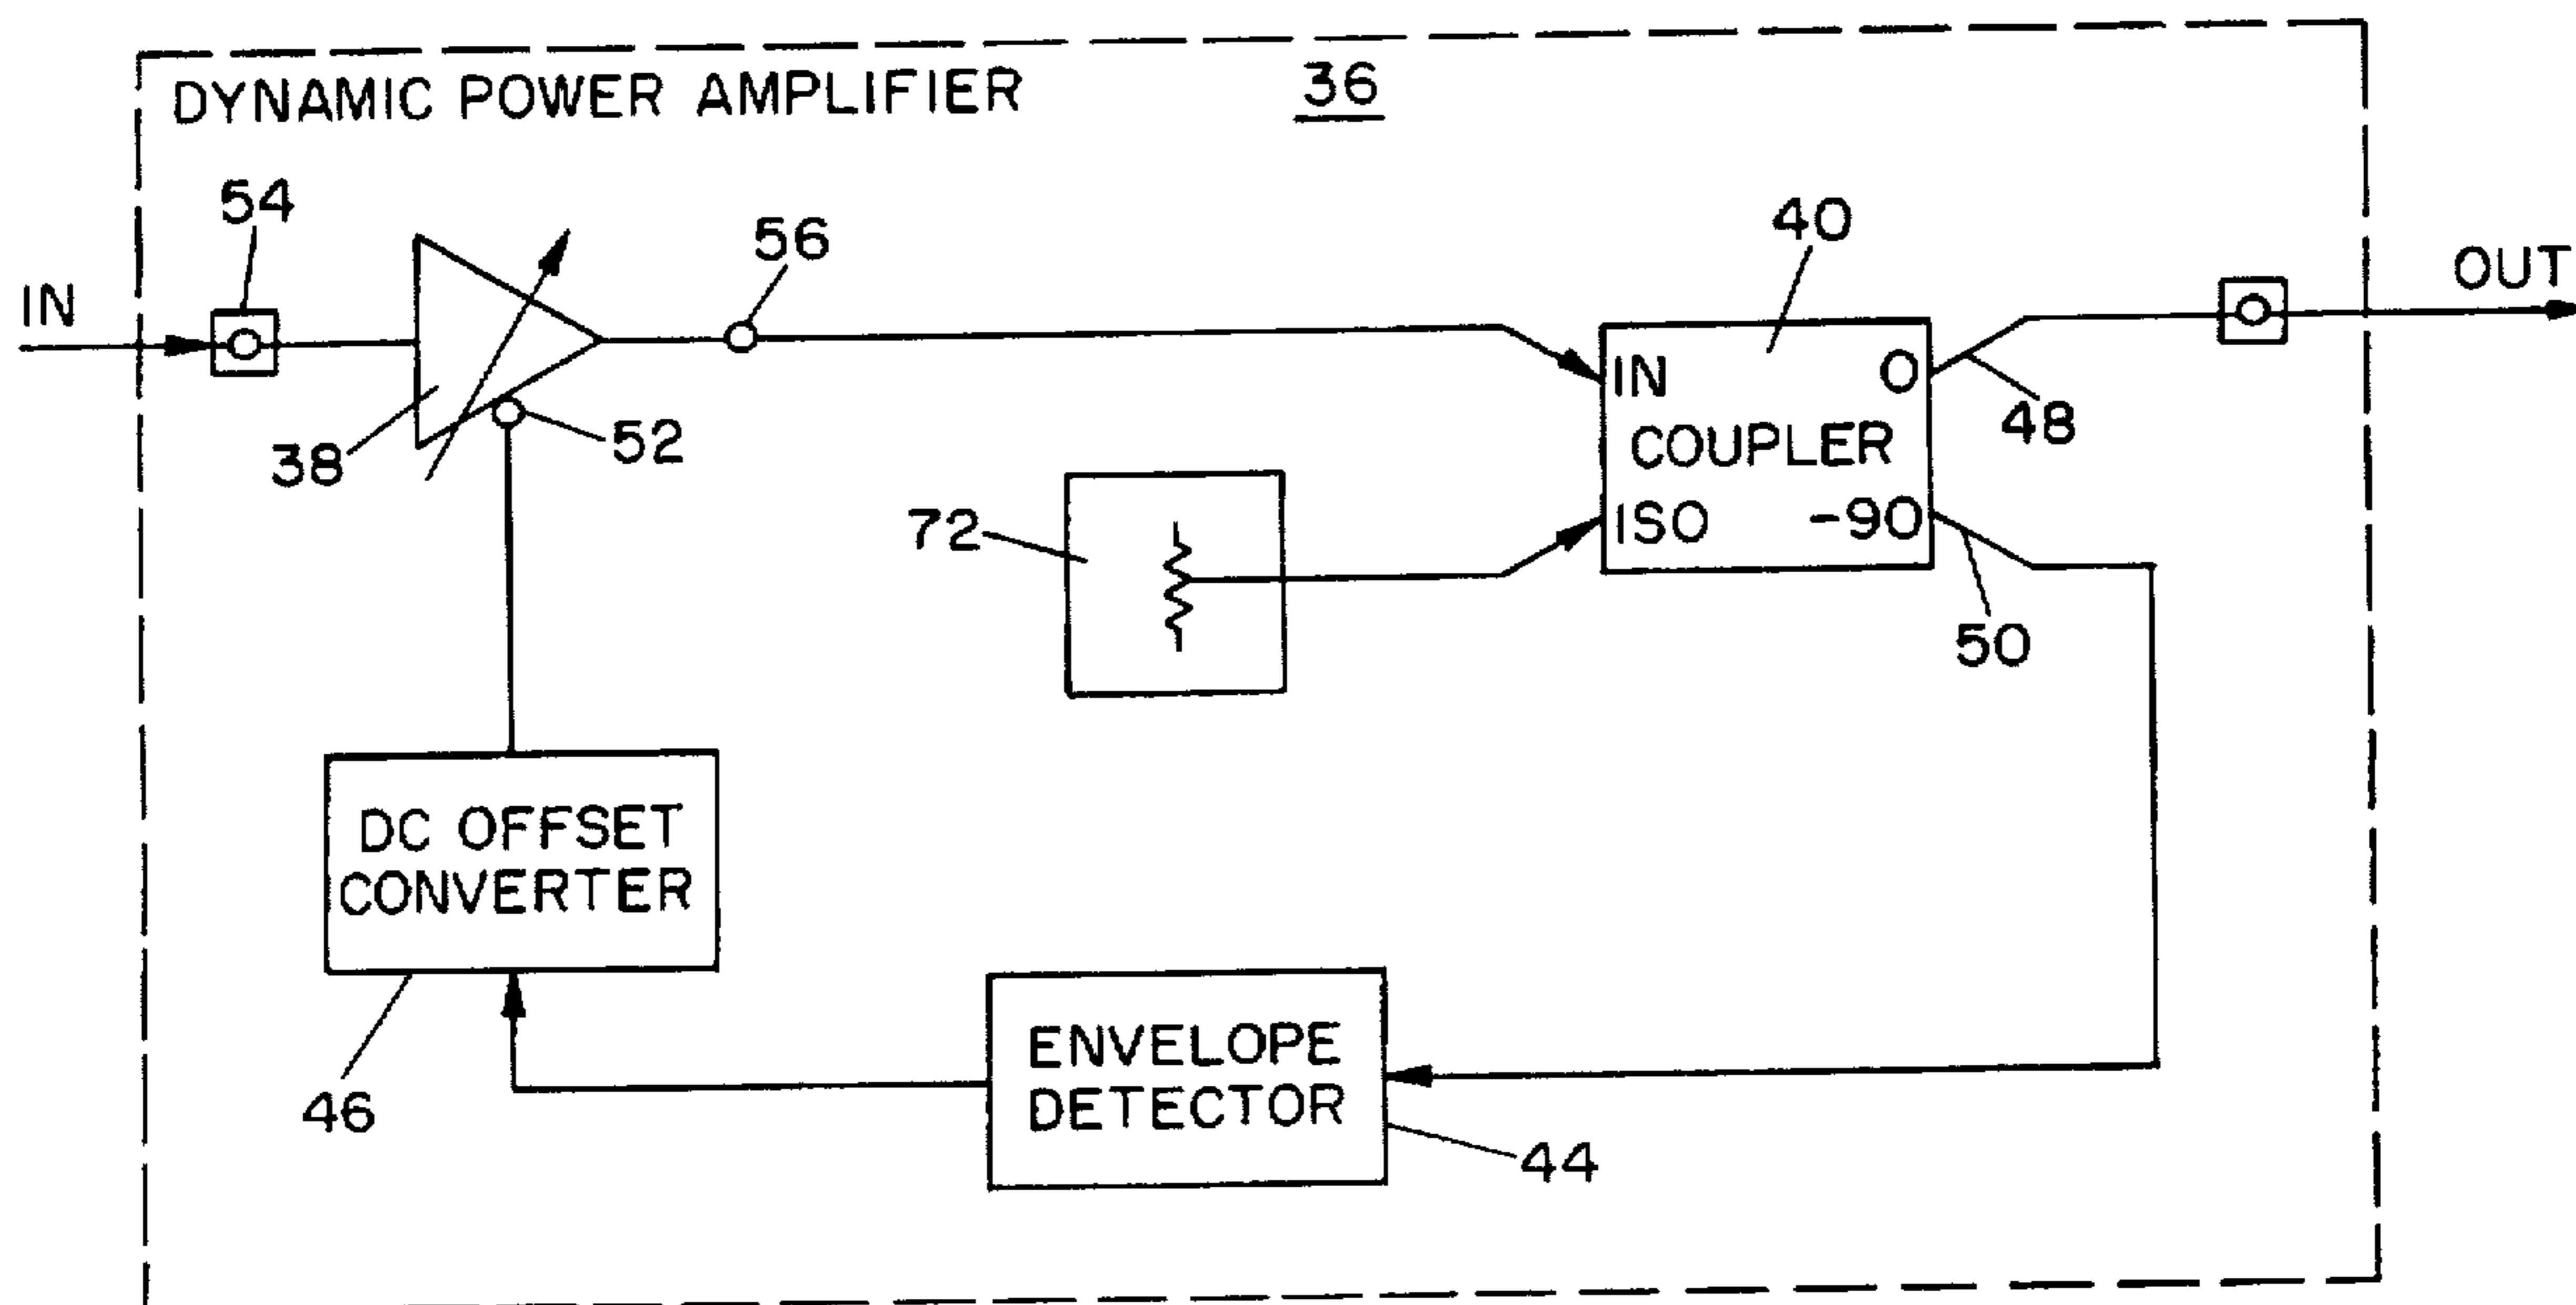 DYNAMIC POWER AMPLIFIER 36
54
56
40
IN
OUT
IN O
COUPLER
ISO -90
48
38
52
72
50
DC OFFSET
CONVERTER
ENVELOPE
DETECTOR
46
44